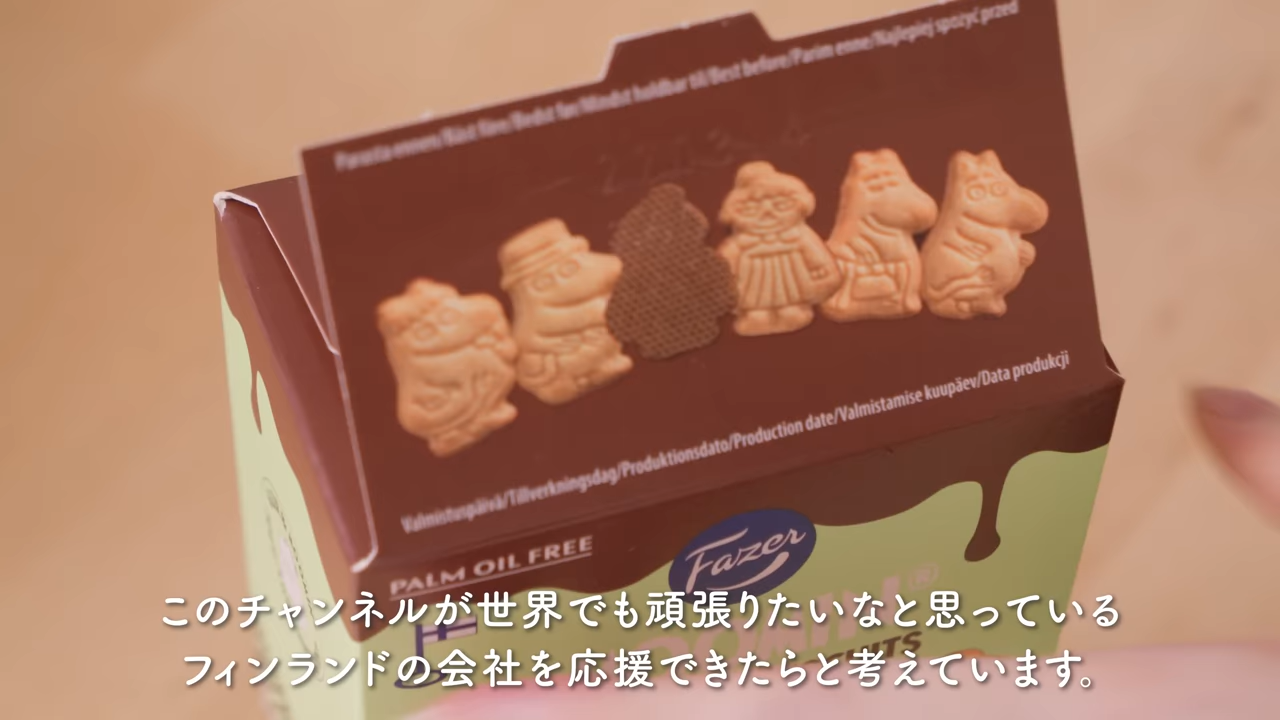 Parasta ennen/Bäst före/Bedst før/Mindst holdbar til/Best before/Parim enne/Najlepiej spożyć przed
Valmistuspäivä/Tillverkningsdag/Produktionsdato/Production date/Valmistamise kuupäev/Data produkcji
PALM OIL FREE
Fazer
このチャンネルが世界でも頑張りたいなと思っている
フィンランドの会社を応援できたらと考えています。